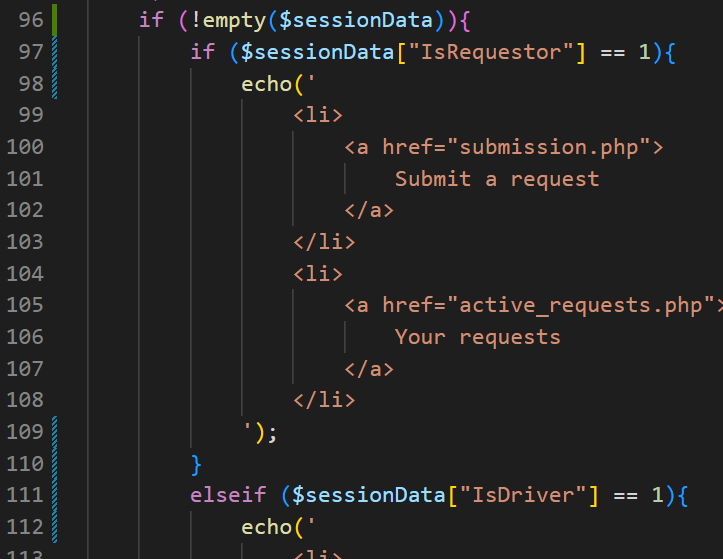 96 if (!empty($sessionData)){
97 if ($sessionData["IsRequestor"] == 1){
98 echo('
99 <li>
100 <a href="submission.php">
101 Submit a request
102 </a>
103 </li>
104 <li>
105 <a href="active_requests.php">
106 Your requests
107 </a>
108 </li>
109 ');
110 }
111 elseif ($sessionData["IsDriver"] == 1){
112 echo('
113 <li>